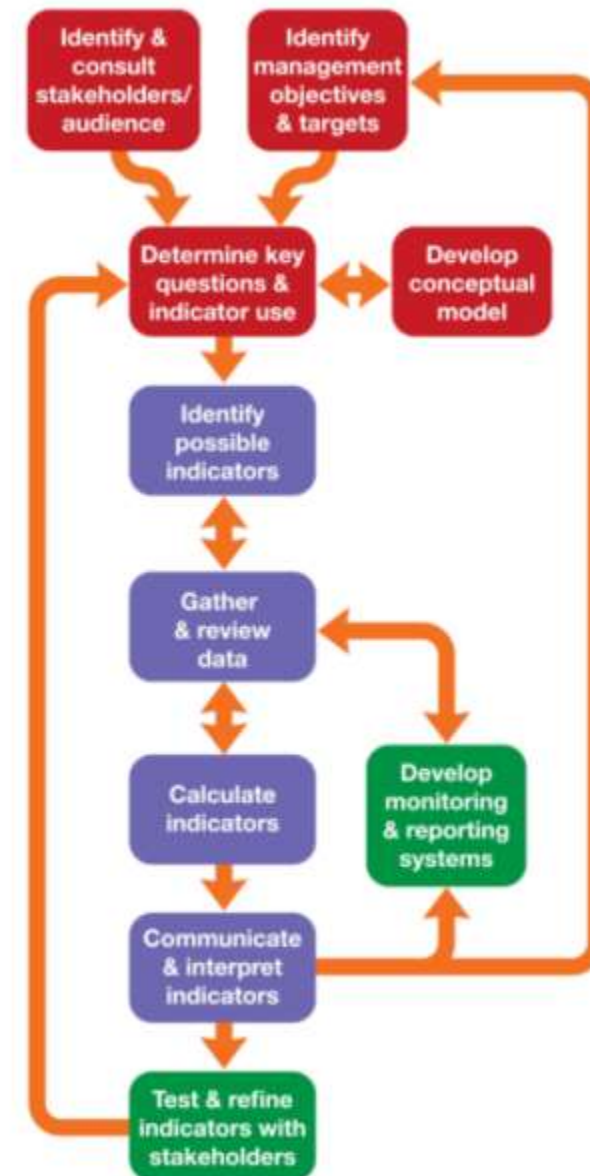 Identify &
consult
stakeholders/
audience
Identify
management
objectives
& targets
Determine key
questions &
indicator use
Develop
conceptual
model
Identify
possible
indicators
Gather
& review
data
Calculate
indicators
Develop
monitoring
& reporting
systems
Communicate
& interpret
indicators
Test & refine
indicators with
stakeholders